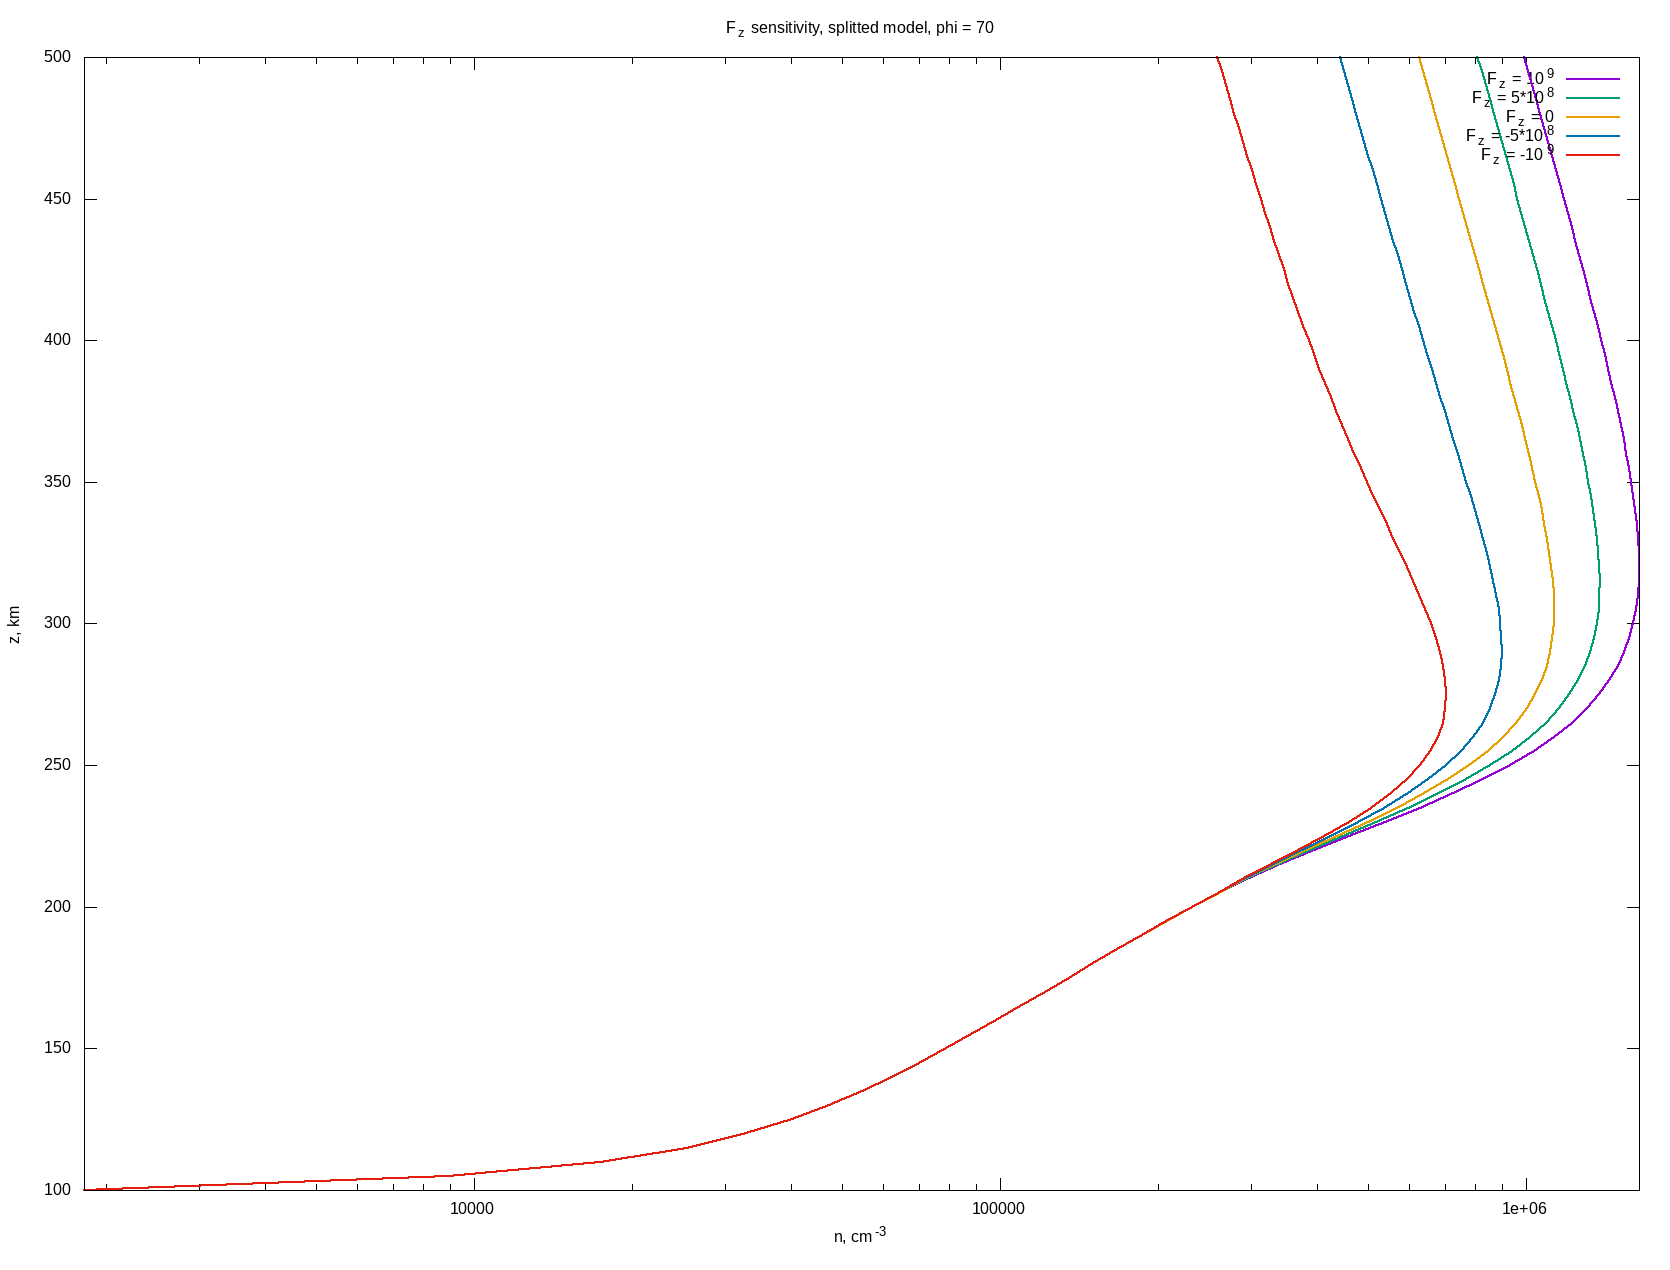 F z sensitivity, splitted model, phi = 70
500
450
400
350
300
250
200
150
100
z, km
F z = 10 9
F z = 5*10 8
F z = 0
F z = -5*10 8
F z = -10 9
10000
100000
1e+06
n, cm -3